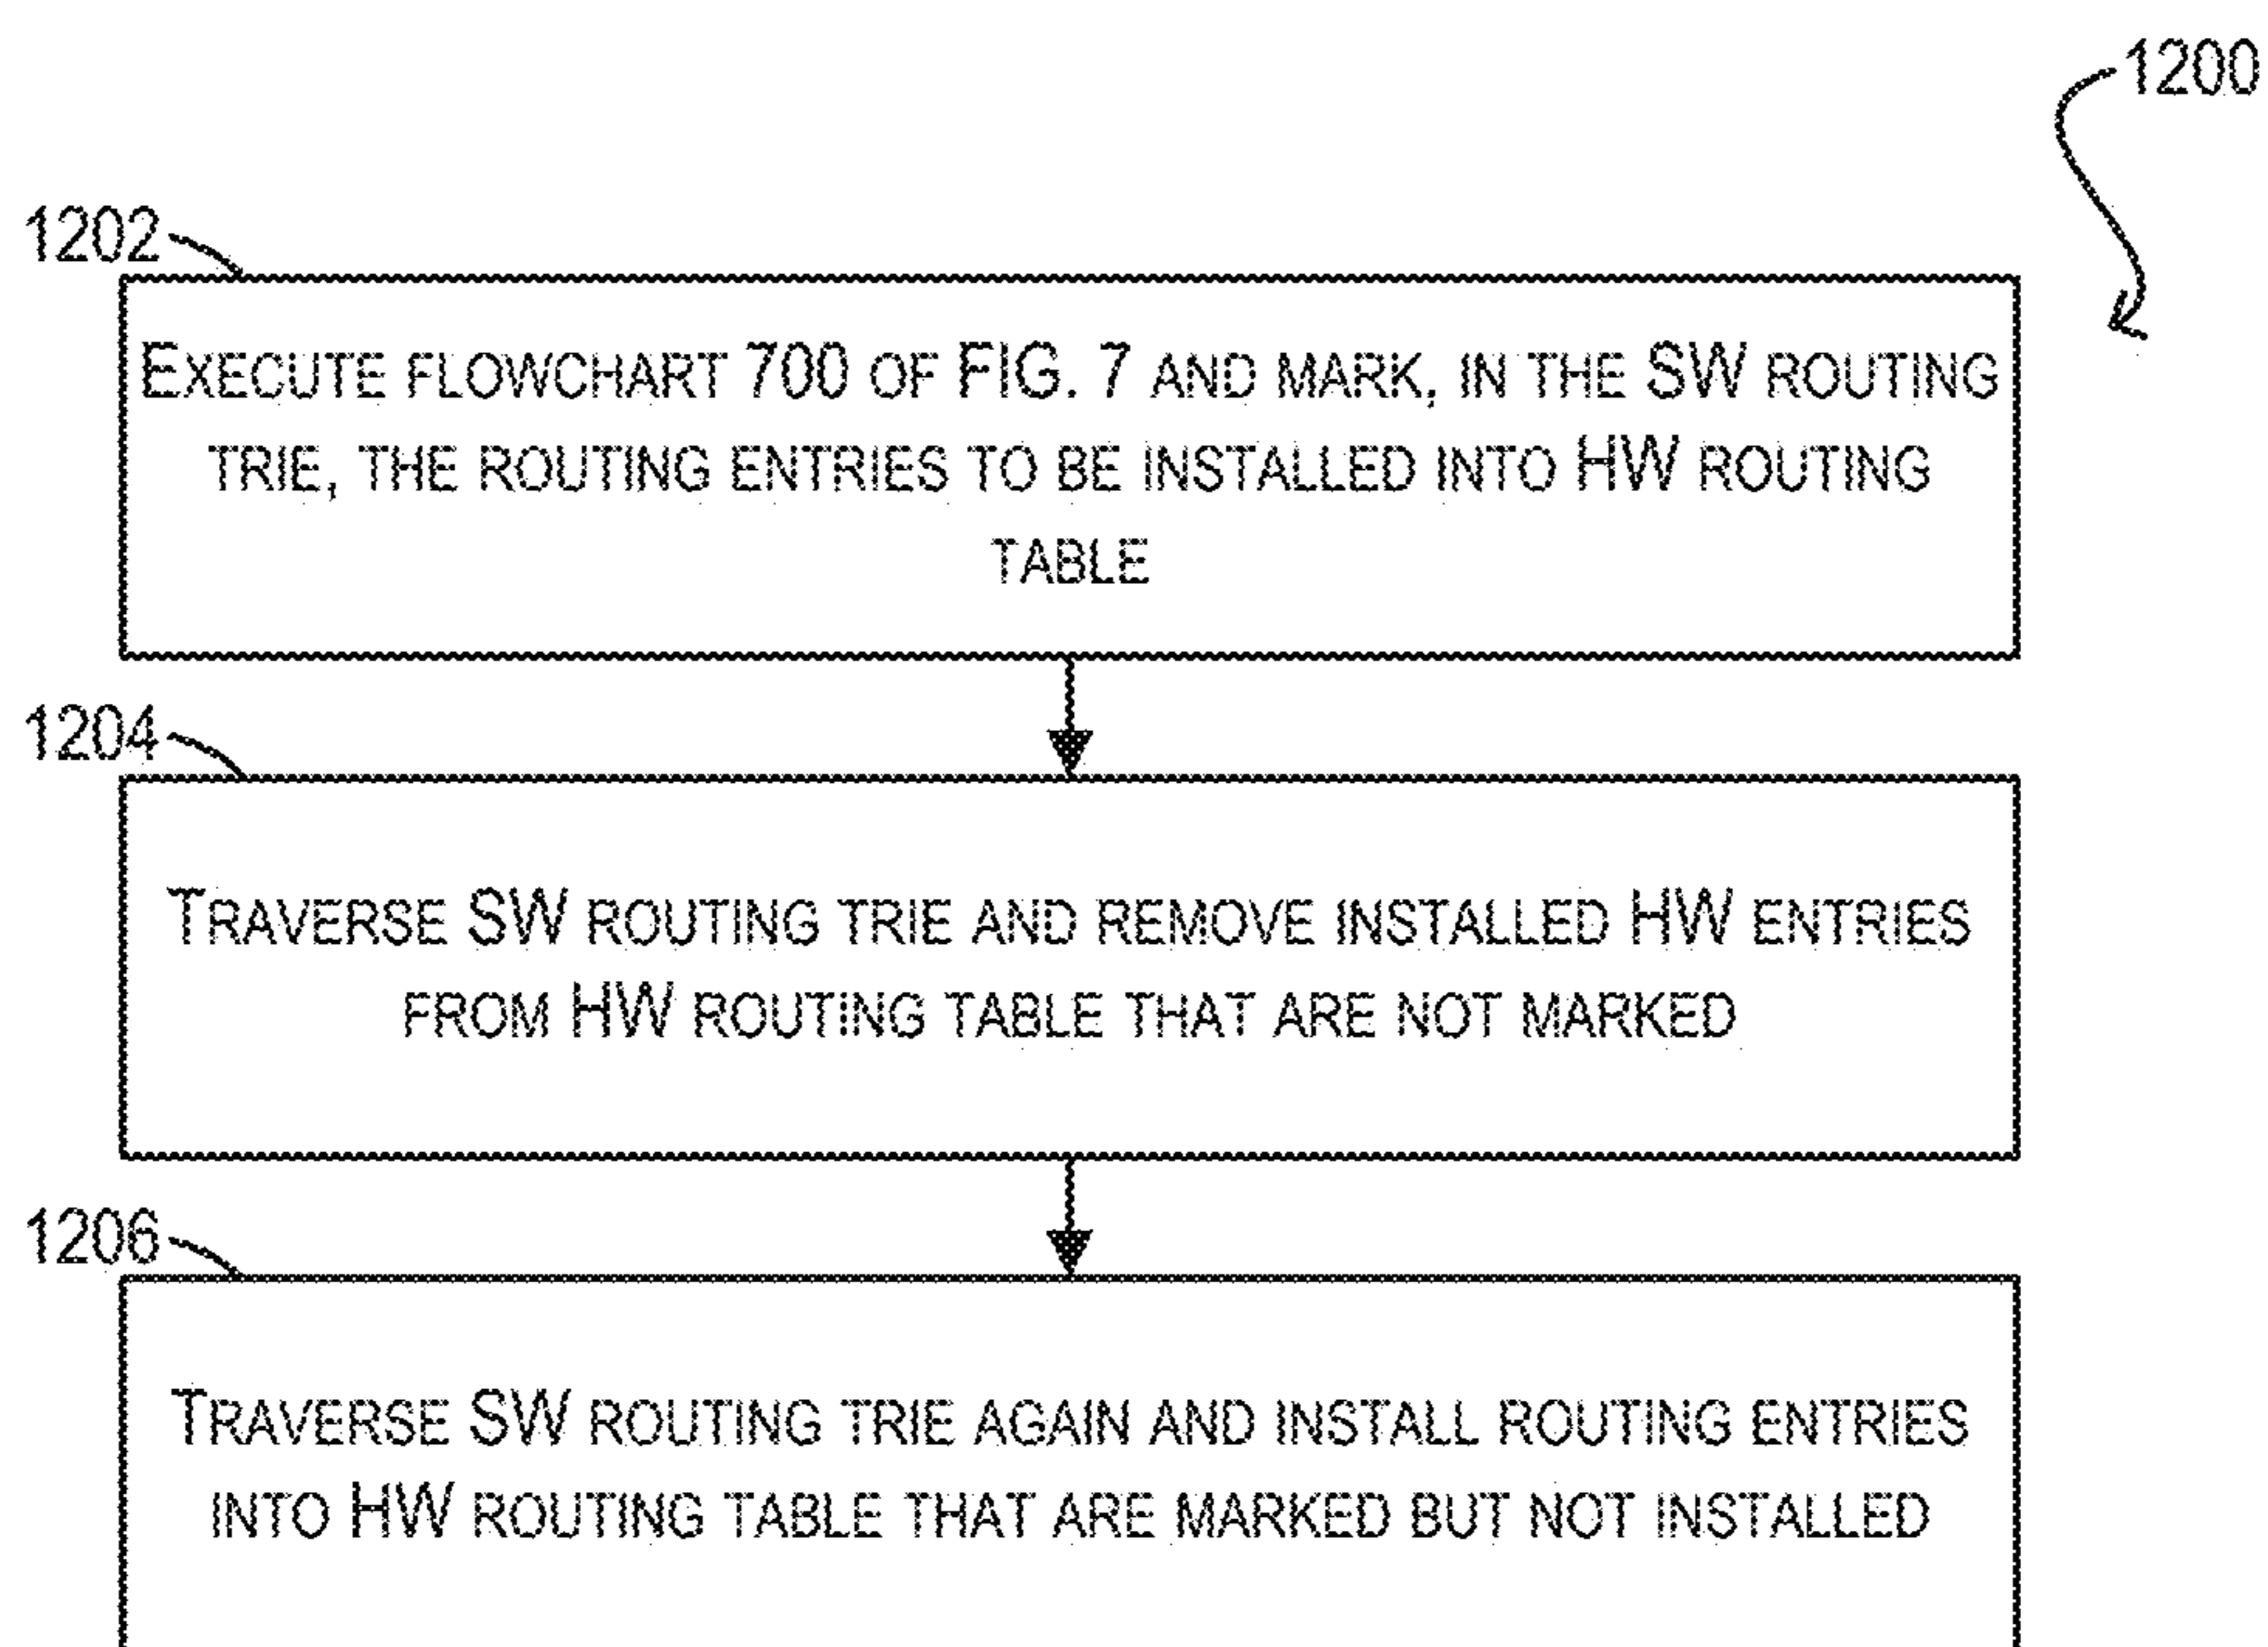 1200
1202
EXECUTE FLOWCHART 700 OF FIG. 7 AND MARK, IN THE SW ROUTING
TRIE, THE ROUTING ENTRIES TO BE INSTALLED INTO HW ROUTING
TABLE
1204
TRAVERSE SW ROUTING TRIE AND REMOVE INSTALLED HW ENTRIES
FROM HW ROUTING TABLE THAT ARE NOT MARKED
1206
TRAVERSE SW ROUTING TRIE AGAIN AND INSTALL ROUTING ENTRIES
INTO HW ROUTING TABLE THAT ARE MARKED BUT NOT INSTALLED